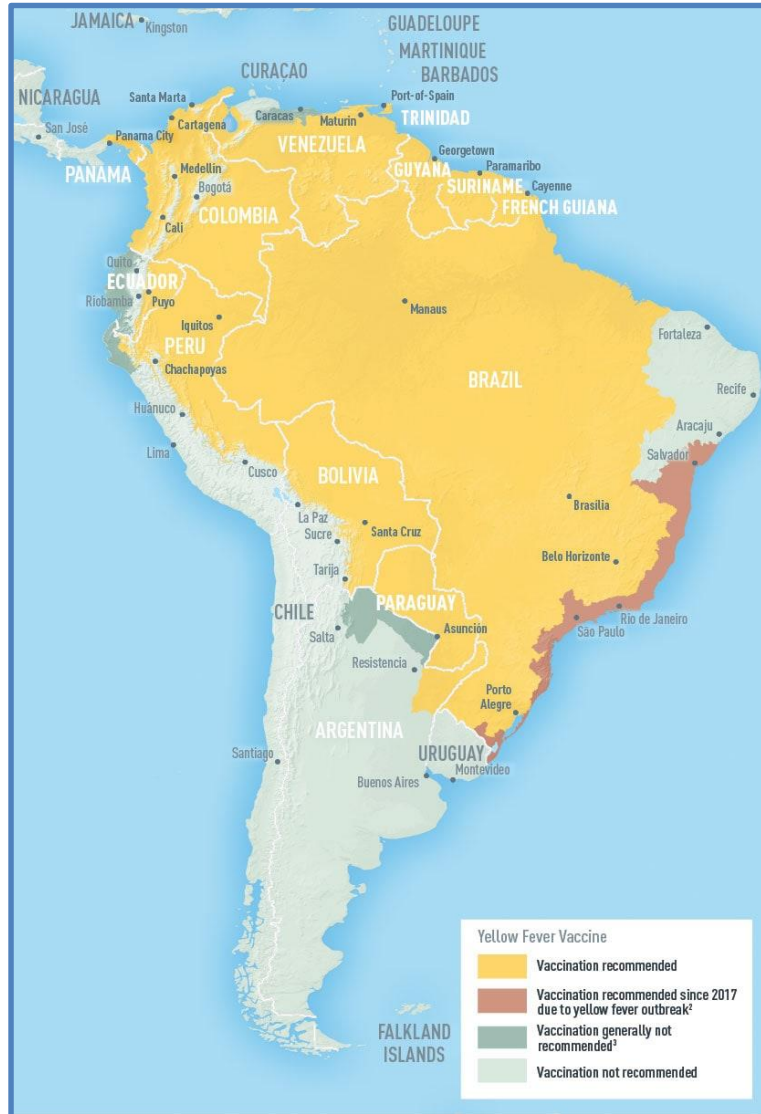 JAMAICA
Kingston
GUADELOUPE
MARTINIQUE
BARBADOS
CURAÇAO
NICARAGUA
Santa Marta
Port-of-Spain
Caracas
San José
Cartagena
Maturin
TRINIDAD
Panama City
VENEZUELA
Georgetown
PANAMA
Medellin
GUYANA
Paramaribo
Bogotá
SURINAME
Cayenne
COLOMBIA
FRENCH GUIANA
Cali
Quito
ECUADOR
Riobamba
Puyo
Manaus
Iquitos
Fortaleza
PERU
Chachapoyas
BRAZIL
Recife
Huánuco
Aracaju
Lima
Salvador
Cusco
BOLIVIA
Brasilia
La Paz
Santa Cruz
Sucre
Belo Horizonte
Tarija
PARAGUAY
CHILE
Rio de Janeiro
São Paulo
Salta
Asunción
Resistencia
Porto
Alegre
ARGENTINA
URUGUAY
Santiago
Montevideo
Buenos Aires
Yellow Fever Vaccine
Vaccination recommended
Vaccination recommended since 2017
due to yellow fever outbreak²
Vaccination generally not
recommended³
Vaccination not recommended
FALKLAND
ISLANDS